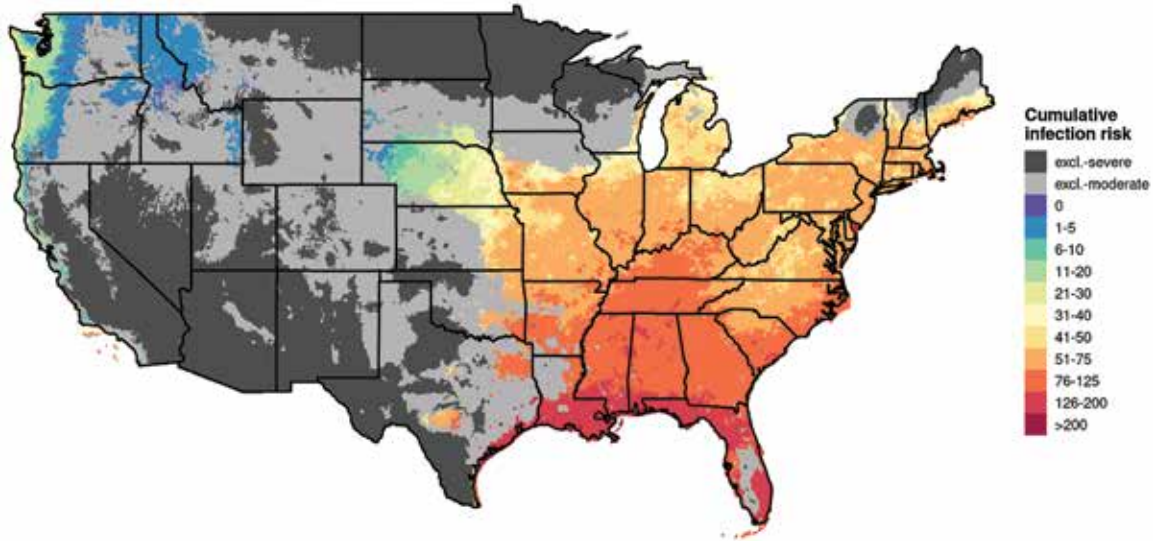 Cumulative
infection risk
excl.-severe
excl.-moderate
0
1-5
6-10
11-20
21-30
31-40
41-50
51-75
76-125
126-200
>200